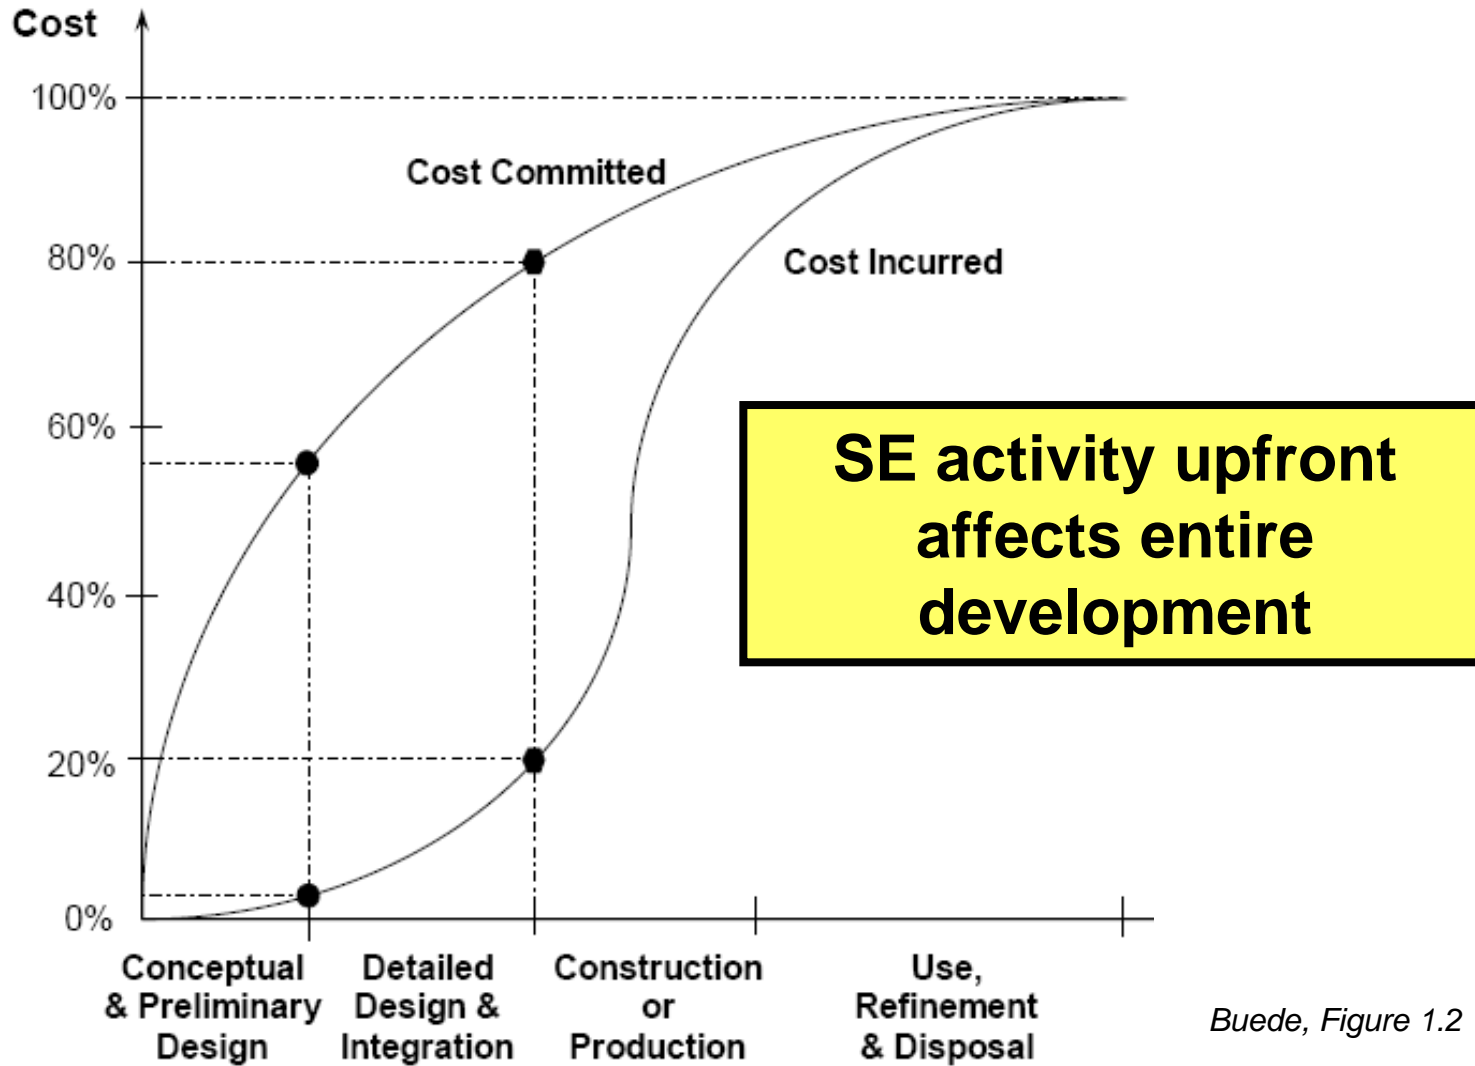 Cost
100%
Cost Committed
80%
Cost Incurred
60%
SE activity upfront
affects entire
development
40%
20%
0%
Conceptual
& Preliminary
Design
Detailed
Design &
Integration
Construction
or
Production
Use,
Refinement
& Disposal
Buede, Figure 1.2